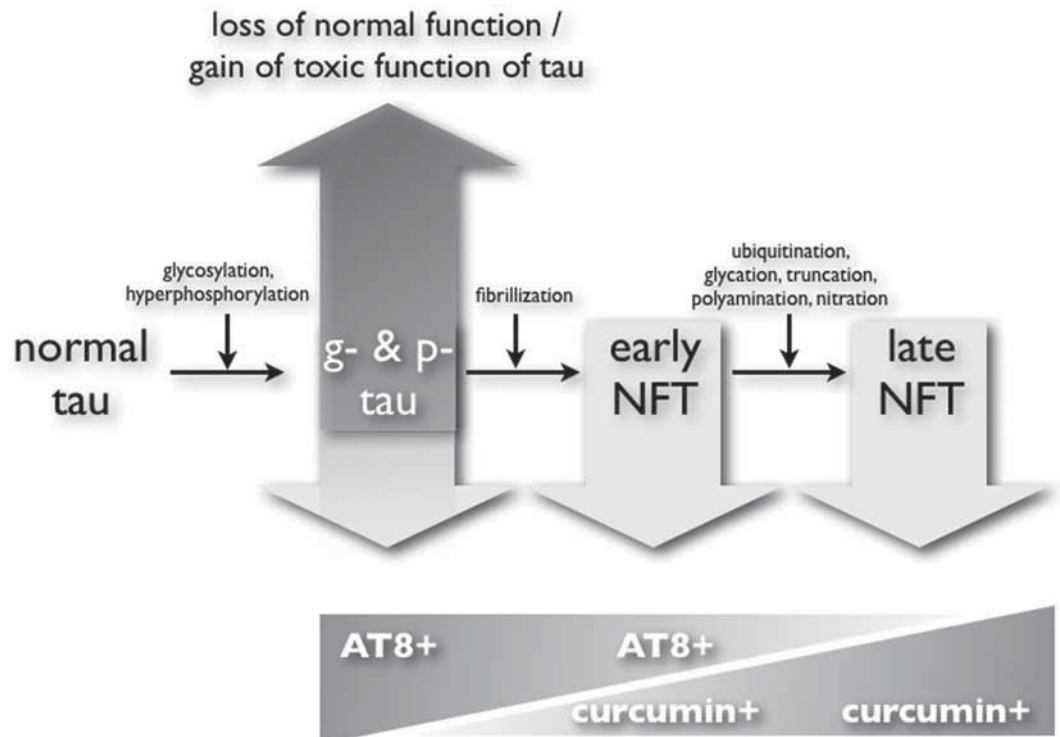 loss of normal function /
gain of toxic function of tau
glycosylation,
hyperphosphorylation
fibrillization
ubiquitination,
glycation, truncation,
polyamination, nitration
normal
tau
g- & p-
tau
early
NFT
late
NFT
AT8+
AT8+
curcumin+
curcumin+